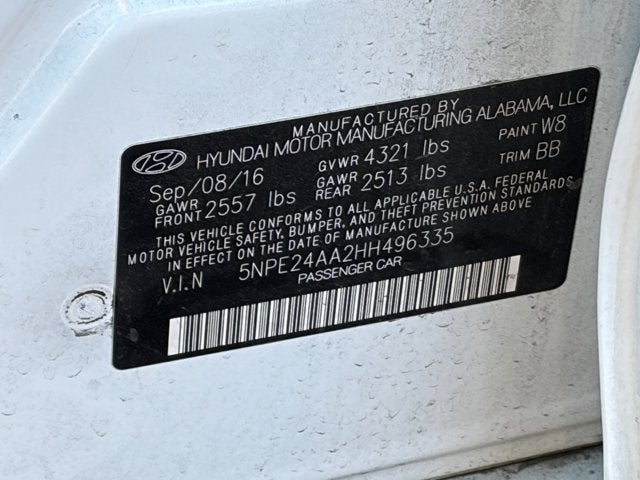 MANUFACTURED BY
HYUNDAI MOTOR MANUFACTURING ALABAMA, LLC
Sep/08/16 GVWR 4321 lbs PAINT W8
GAWR FRONT 2557 lbs GAWR REAR 2513 lbs TRIM BB
THIS VEHICLE CONFORMS TO ALL APPLICABLE U.S.A. FEDERAL
MOTOR VEHICLE SAFETY, BUMPER, AND THEFT PREVENTION STANDARDS
IN EFFECT ON THE DATE OF MANUFACTURE SHOWN ABOVE.
V.I.N 5NPE24AA2HH496335
PASSENGER CAR